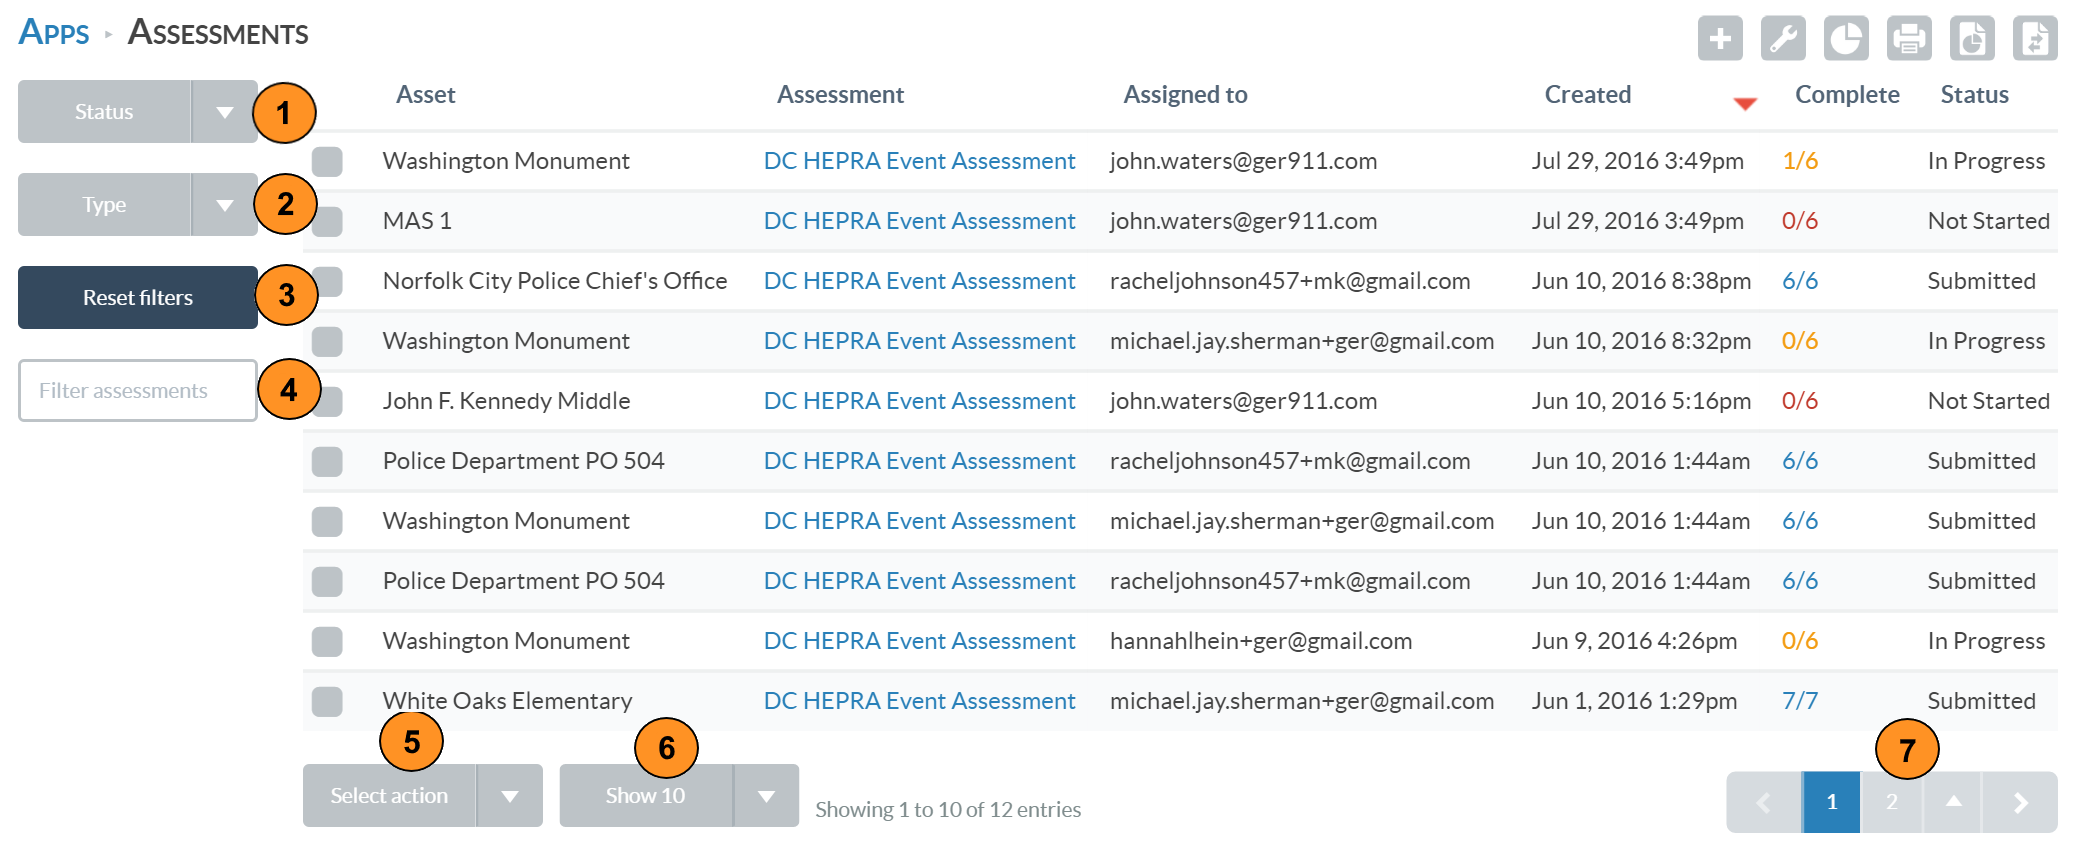 Apps ▸ Assessments
Status 1
Type 2
Reset filters 3
Filter assessments 4
Asset Assessment Assigned to Created Complete Status
Washington Monument DC HEPRA Event Assessment john.waters@ger911.com Jul 29, 2016 3:49pm 1/6 In Progress
MAS 1 DC HEPRA Event Assessment john.waters@ger911.com Jul 29, 2016 3:49pm 0/6 Not Started
Norfolk City Police Chief's Office DC HEPRA Event Assessment racheljohnson457+mk@gmail.com Jun 10, 2016 8:38pm 6/6 Submitted
Washington Monument DC HEPRA Event Assessment michael.jay.sherman+ger@gmail.com Jun 10, 2016 8:32pm 0/6 In Progress
John F. Kennedy Middle DC HEPRA Event Assessment john.waters@ger911.com Jun 10, 2016 5:16pm 0/6 Not Started
Police Department PO 504 DC HEPRA Event Assessment racheljohnson457+mk@gmail.com Jun 10, 2016 1:44am 6/6 Submitted
Washington Monument DC HEPRA Event Assessment michael.jay.sherman+ger@gmail.com Jun 10, 2016 1:44am 6/6 Submitted
Police Department PO 504 DC HEPRA Event Assessment racheljohnson457+mk@gmail.com Jun 10, 2016 1:44am 6/6 Submitted
Washington Monument DC HEPRA Event Assessment hannahlhein+ger@gmail.com Jun 9, 2016 4:26pm 0/6 In Progress
White Oaks Elementary DC HEPRA Event Assessment michael.jay.sherman+ger@gmail.com Jun 1, 2016 1:29pm 7/7 Submitted
5 6 7
Select action Show 10 Showing 1 to 10 of 12 entries 1 2